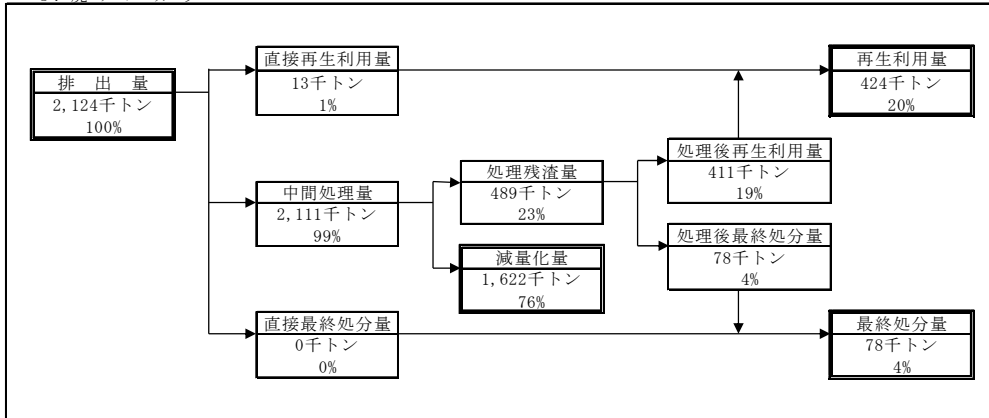 排出量
2,124千トン
100%
直接再生利用量
13千トン
1%
再生利用量
424千トン
20%
中間処理量
2,111千トン
99%
処理残渣量
489千トン
23%
処理後再生利用量
411千トン
19%
減量化量
1,622千トン
76%
処理後最終処分量
78千トン
4%
直接最終処分量
0千トン
0%
最終処分量
78千トン
4%